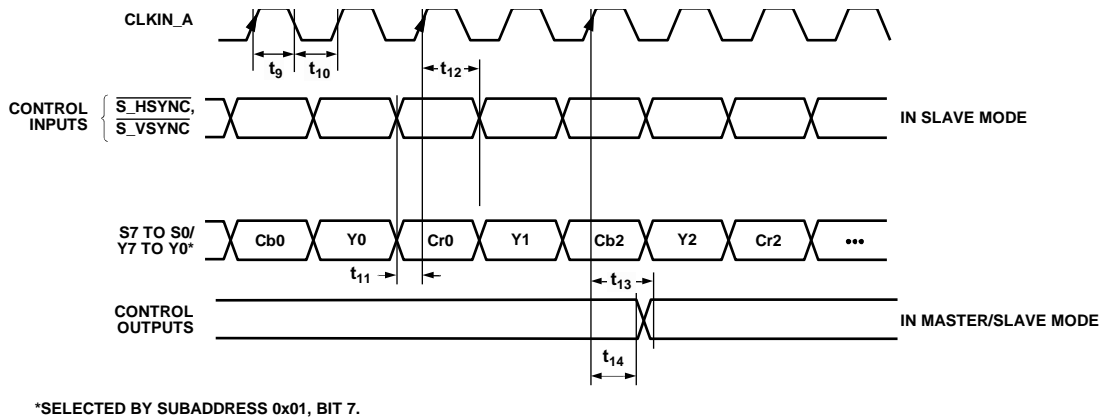 CLKIN_A
t9
t10
t12
CONTROL
INPUTS
S_HSYNC,
S_VSYNC
IN SLAVE MODE
S7 TO S0/
Y7 TO Y0*
Cb0
Y0
Cr0
Y1
Cb2
Y2
Cr2
•••
t11
t13
CONTROL
OUTPUTS
IN MASTER/SLAVE MODE
t14
*SELECTED BY SUBADDRESS 0x01, BIT 7.